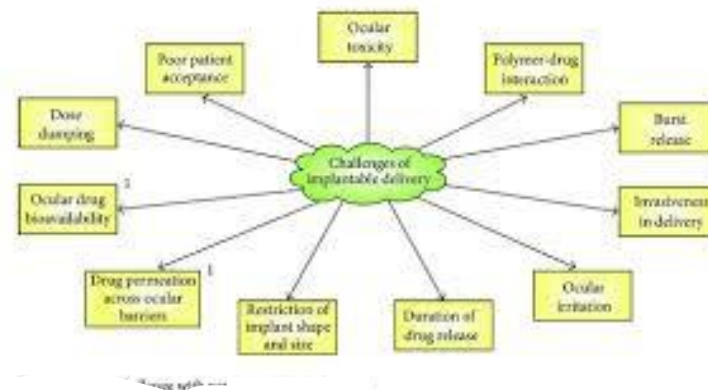 Ocular
toxicity
Poor patient
acceptance
Polymer-drug
interaction
Dose
dumping
Burst
release
Challenges of
implantable delivery
Ocular drug
bioavailability
Invasiveness
in delivery
Drug permeation
across ocular
barriers
Restriction of
implant shape
and size
Duration of
drug release
Ocular
irritation